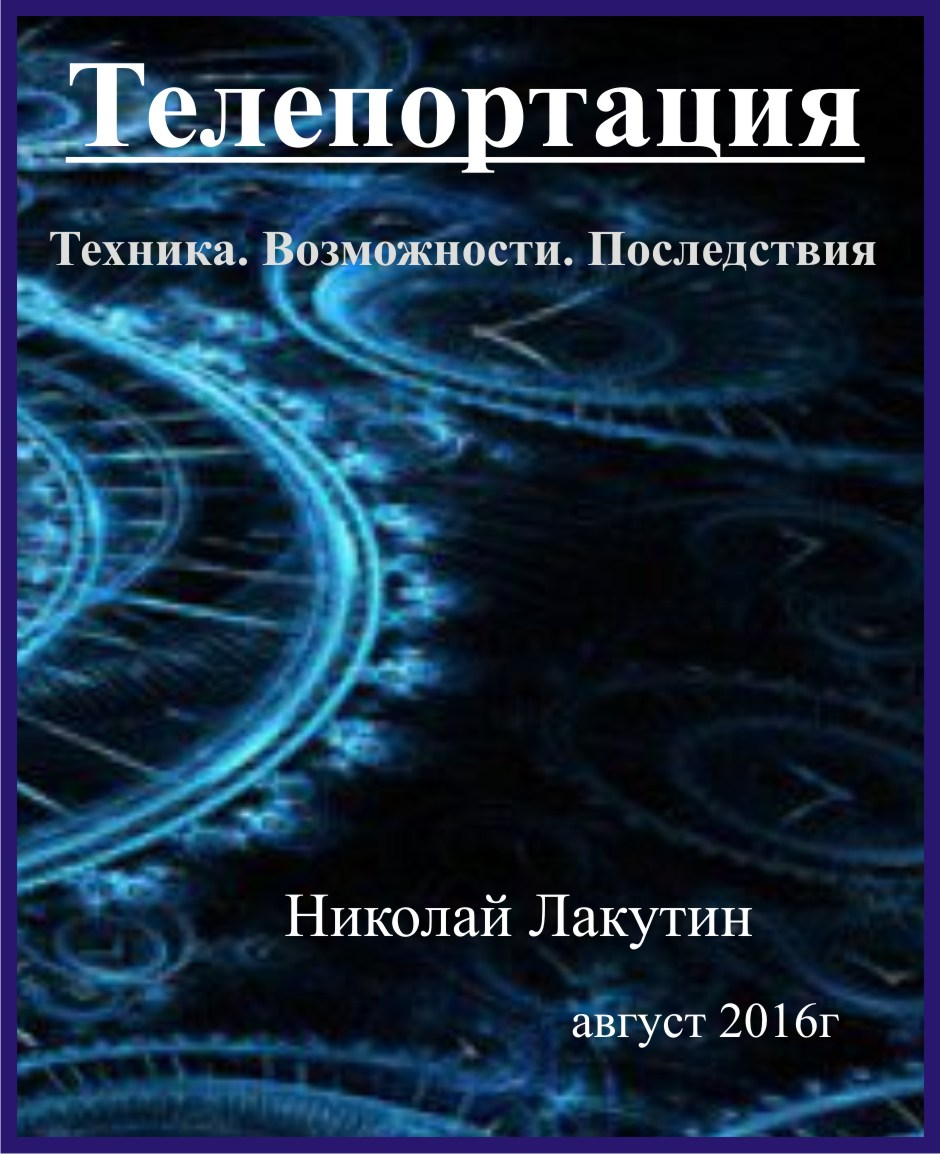 Телепортация
Техника. Возможности. Последствия
Николай Лакутин
август 2016г